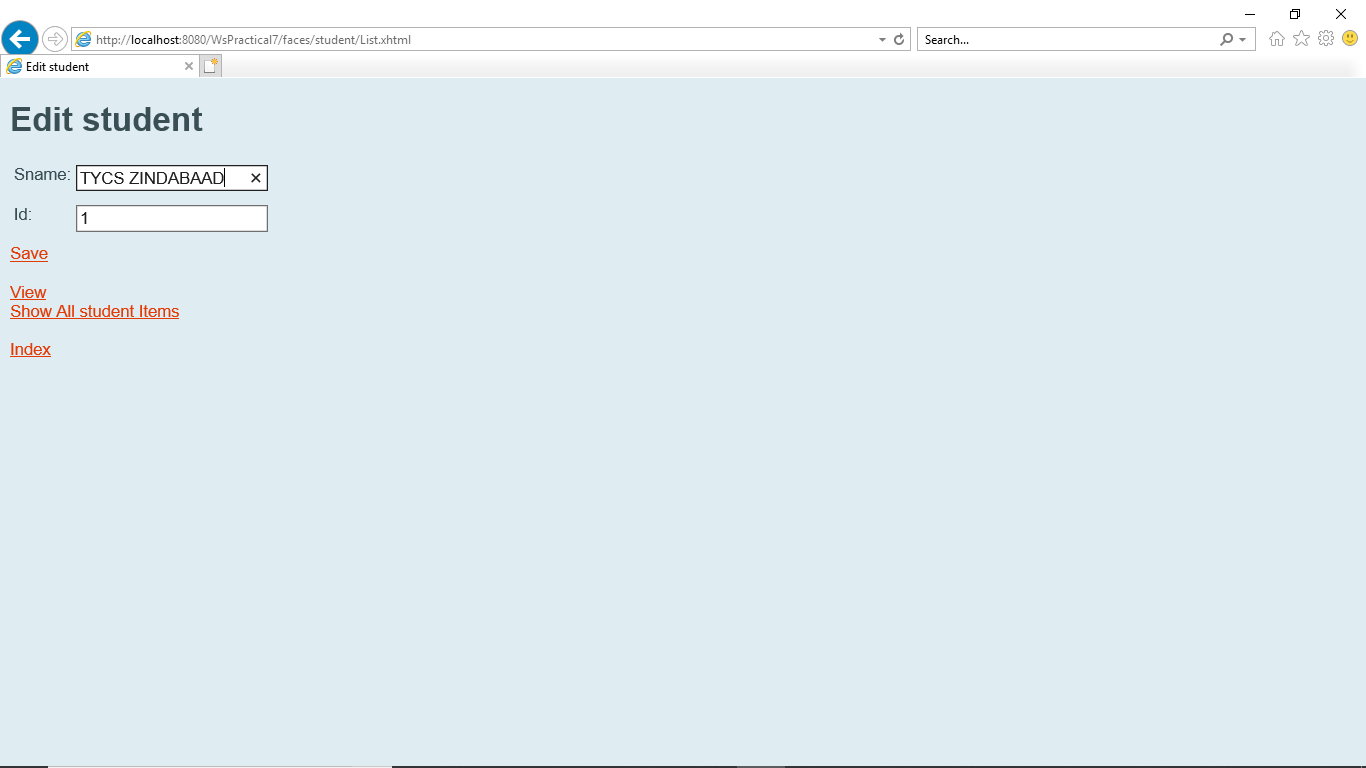 http://localhost:8080/WsPractical7/faces/student/List.xhtml
Search...
Edit student
Edit student
Sname: TYCS ZINDABAAD
Id: 1
Save
View
Show All student Items
Index